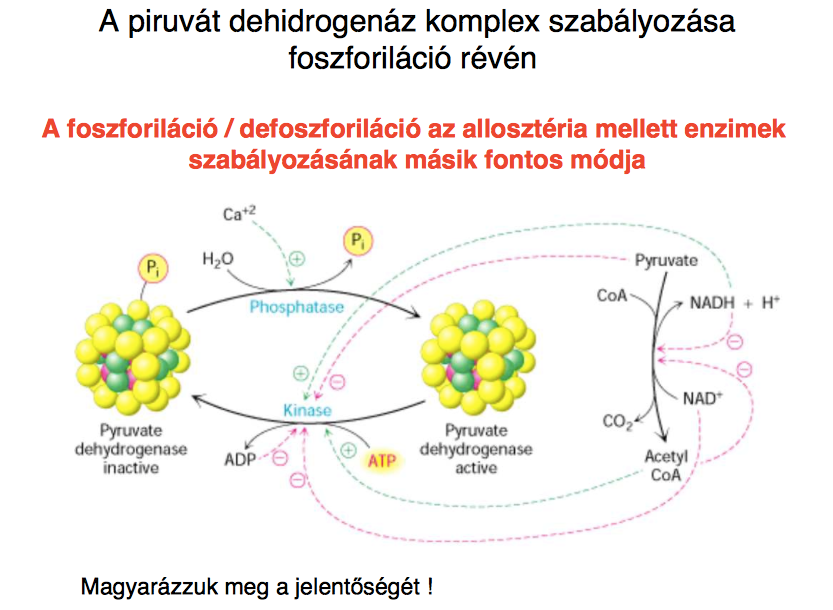 A piruvát dehidrogenáz komplex szabályozása
foszforiláció révén
A foszforiláció / defoszforiláció az allosztéria mellett enzimek
szabályozásának másik fontos módja
Ca+2
Pi
H2O
Pi
Phosphatase
+
Pyruvate
CoA
NADH + H+
−
−
+
−
Kinase
NAD+
CO2
Pyruvate
dehydrogenase
inactive
ADP
−
+
ATP
−
Pyruvate
dehydrogenase
active
Acetyl
CoA
Magyarázzuk meg a jelentőségét !